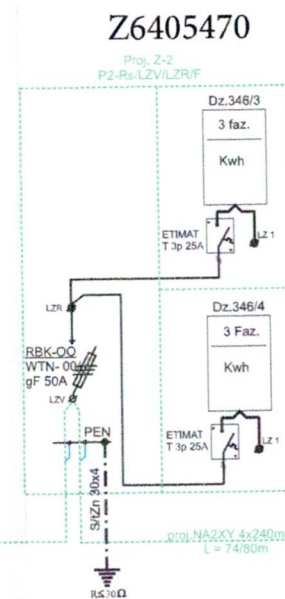 Z6405470
Proj. Z-2
P2-Rs/LZV/LZR/F
Dz.346/3
3 faz.
Kwh
ETIMAT
T 3p 25A
LZ 1
LZR
Dz.346/4
3 Faz.
Kwh
RBK-OO
WTN- 00
gF 50A
LZV
ETIMAT
T 3p 25A
LZ 1
PEN
S/tZn 30x4
proj.NA2XY 4x240m
L = 74/80m
R≤30Ω